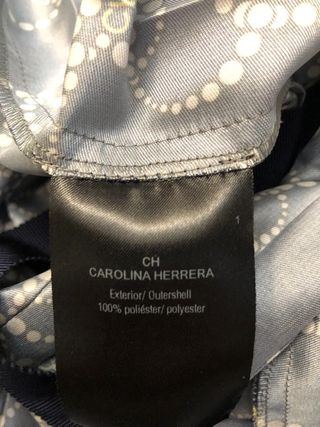 1
CH
CAROLINA HERRERA
Exterior/ Outershell
100% poliéster/ polyester